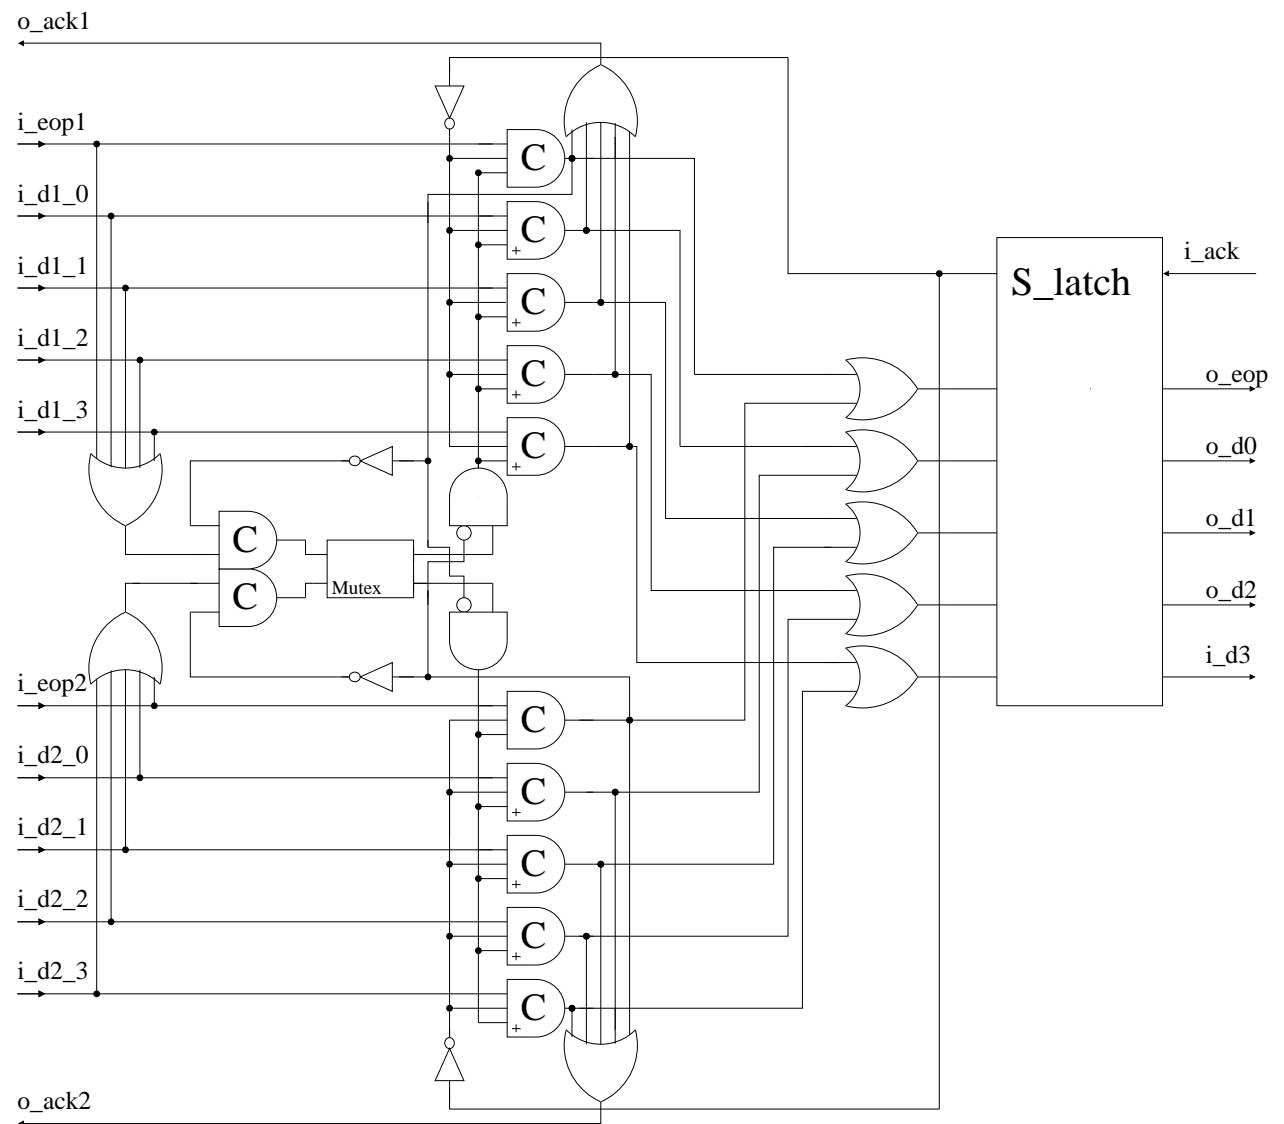 o_ack1
i_eop1
C
i_d1_0
C
+
i_d1_1
S_latch
i_ack
C
+
i_d1_2
C
+
o_eop
i_d1_3
C
+
o_d0
C
o_d1
Mutex
C
o_d2
i_eop2
i_d3
C
i_d2_0
C
+
i_d2_1
C
+
i_d2_2
C
+
i_d2_3
C
+
o_ack2